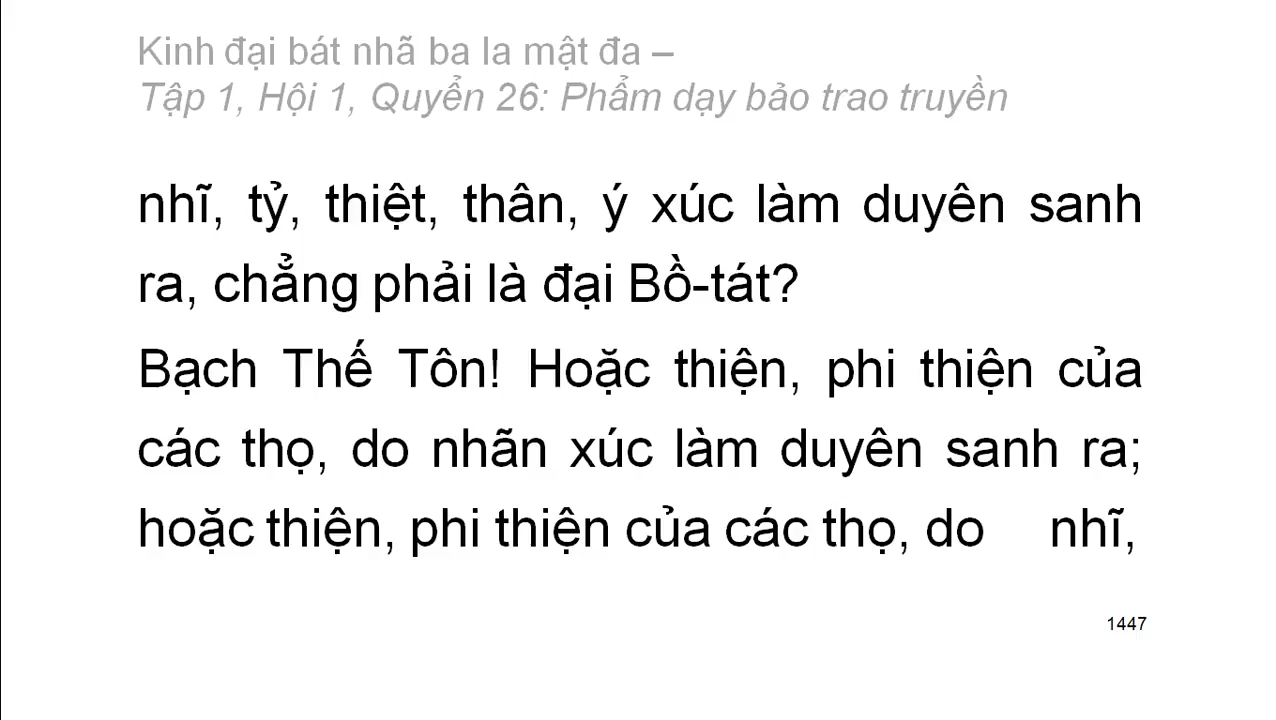 Kinh đại bát nhã ba la mật đa –
Tập 1, Hội 1, Quyển 26: Phẩm dạy bảo trao truyền
nhĩ, tỷ, thiệt, thân, ý xúc làm duyên sanh
ra, chẳng phải là đại Bồ-tát?
Bạch Thế Tôn! Hoặc thiện, phi thiện của
các thọ, do nhãn xúc làm duyên sanh ra;
hoặc thiện, phi thiện của các thọ, do nhĩ,
1447